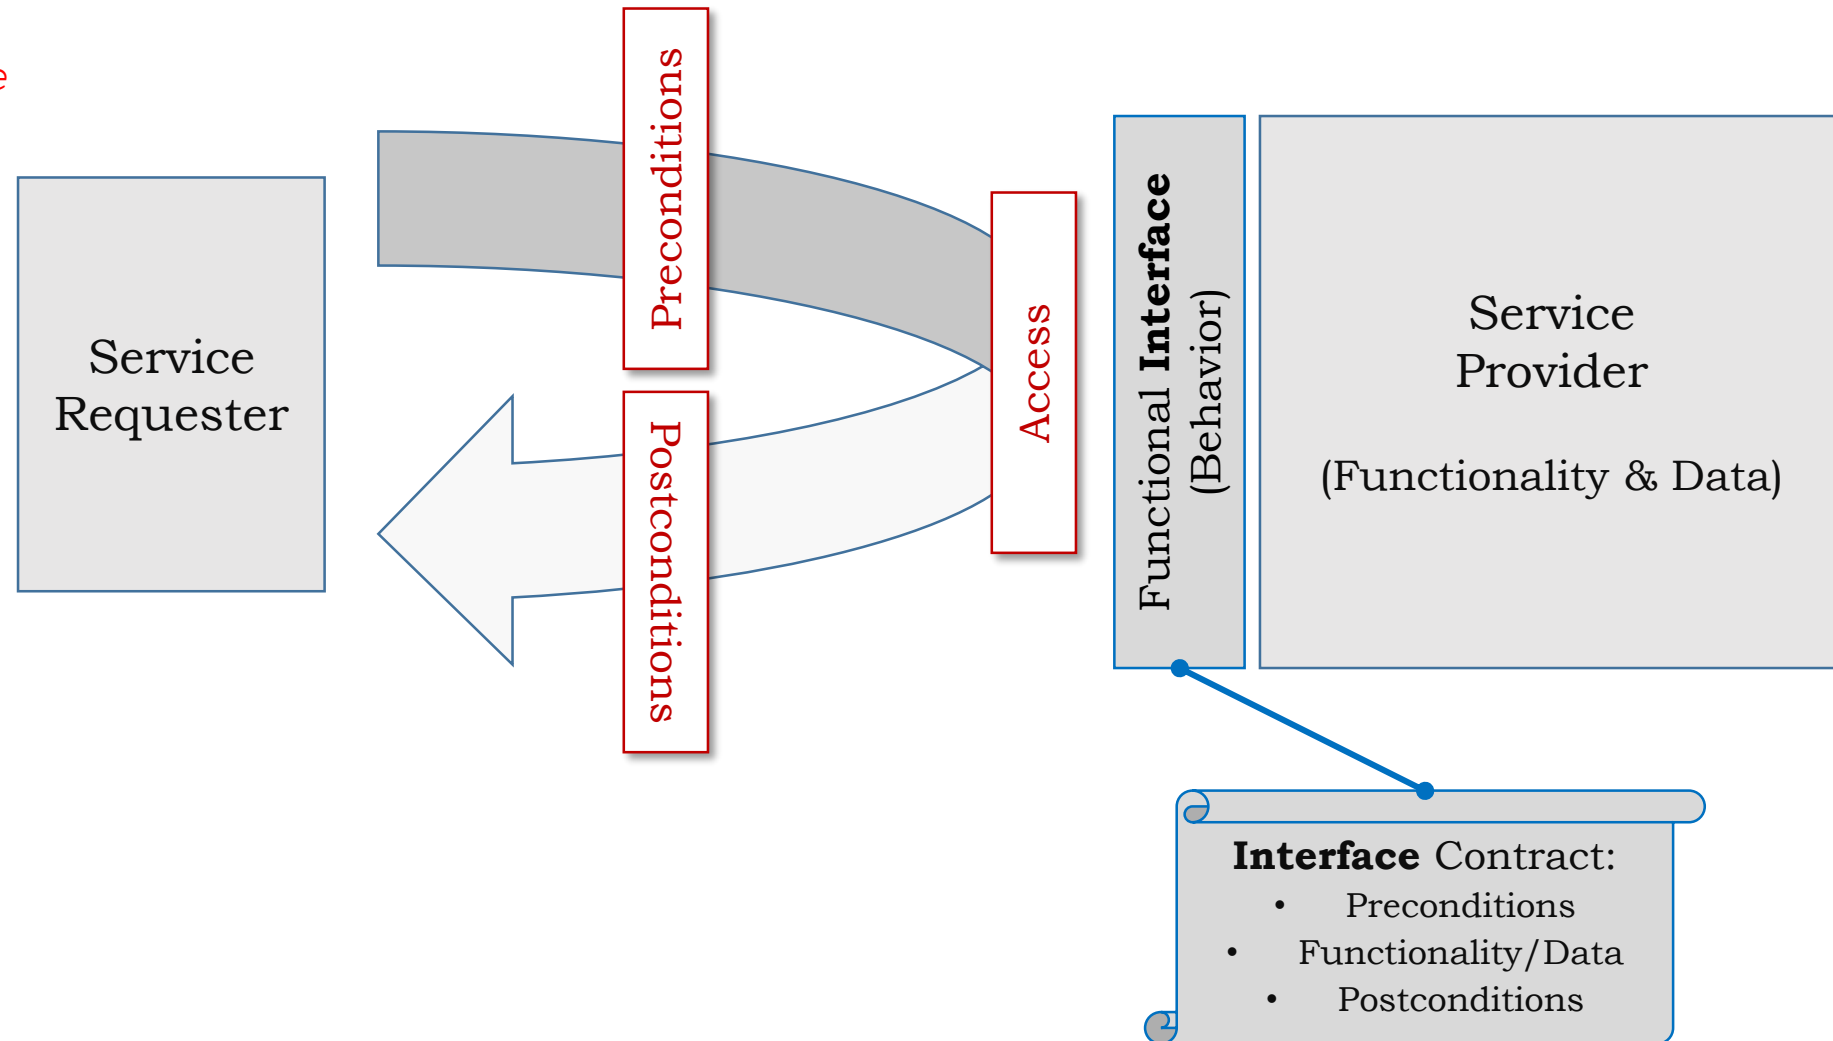 e
Service
Requester
Preconditions
Postconditions
Access
Functional Interface
(Behavior)
Service
Provider
(Functionality & Data)
Interface Contract:
• Preconditions
• Functionality/Data
• Postconditions